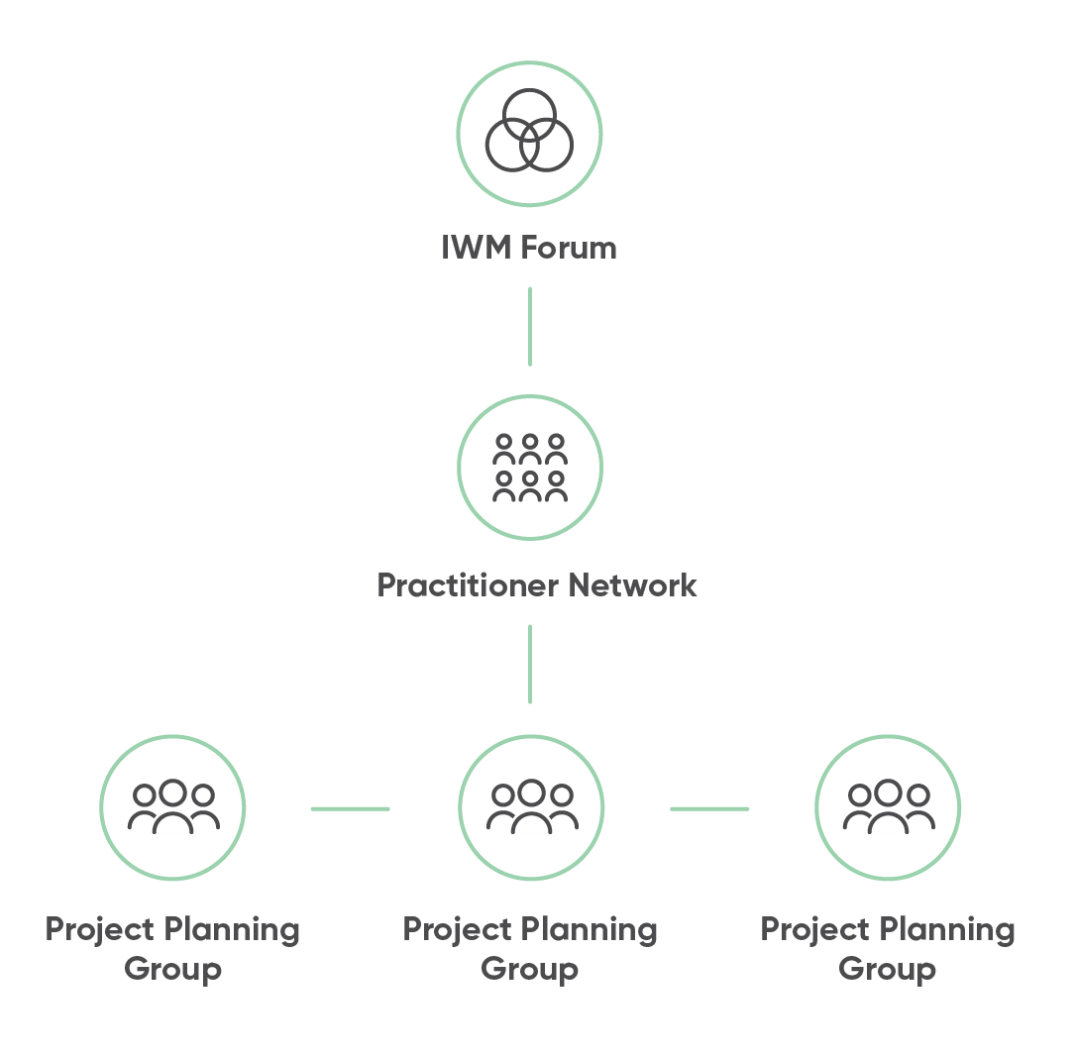 IWM Forum
Practitioner Network
Project Planning
Group
Project Planning
Group
Project Planning
Group